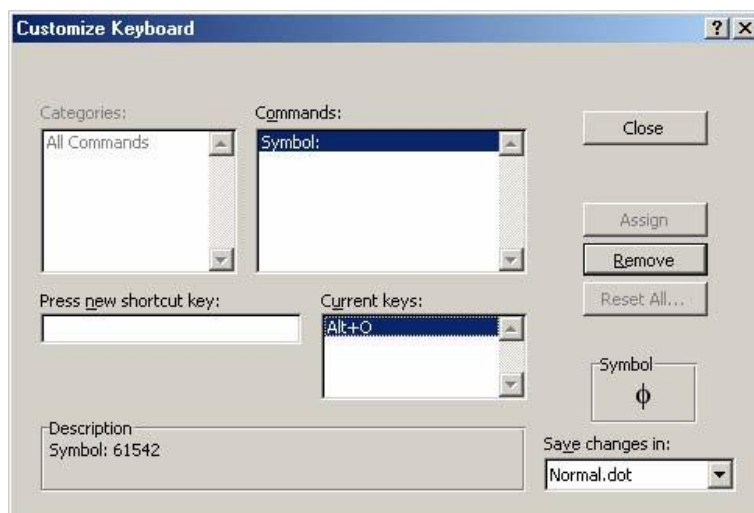 Customize Keyboard
Categories:
Commands:
All Commands
Symbol:
Close
Assign
Remove
Reset All...
Press new shortcut key:
Current keys:
Alt+O
Symbol
ϕ
Description
Symbol: 61542
Save changes in:
Normal.dot